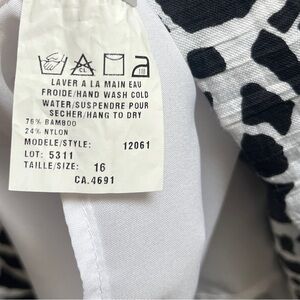 LAVER A LA MAIN EAU
FROIDE/HAND WASH COLD
WATER/SUSPENDRE POUR
SECHER/HANG TO DRY
76% BAMBOO
24% NYLON
MODELE/STYLE: 12061
LOT: 5311
TAILLE/SIZE: 16
CA.4691